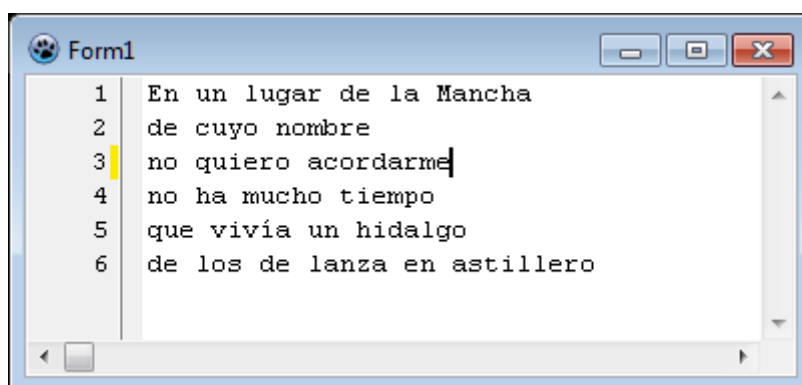 Form1
1 En un lugar de la Mancha
2 de cuyo nombre
3 no quiero acordarme
4 no ha mucho tiempo
5 que vivía un hidalgo
6 de los de lanza en astillero